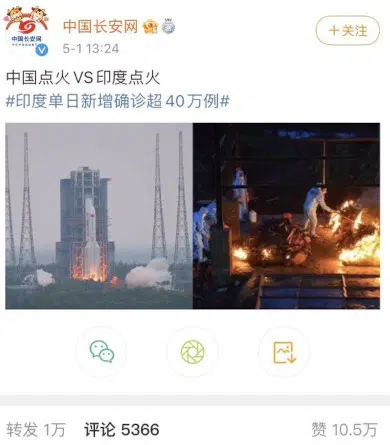 中国长安网
5-1 13:24
+关注
中国长安网
中国点火VS印度点火
#印度单日新增确诊超40万例#
转发 1万 评论 5366 赞 10.5万